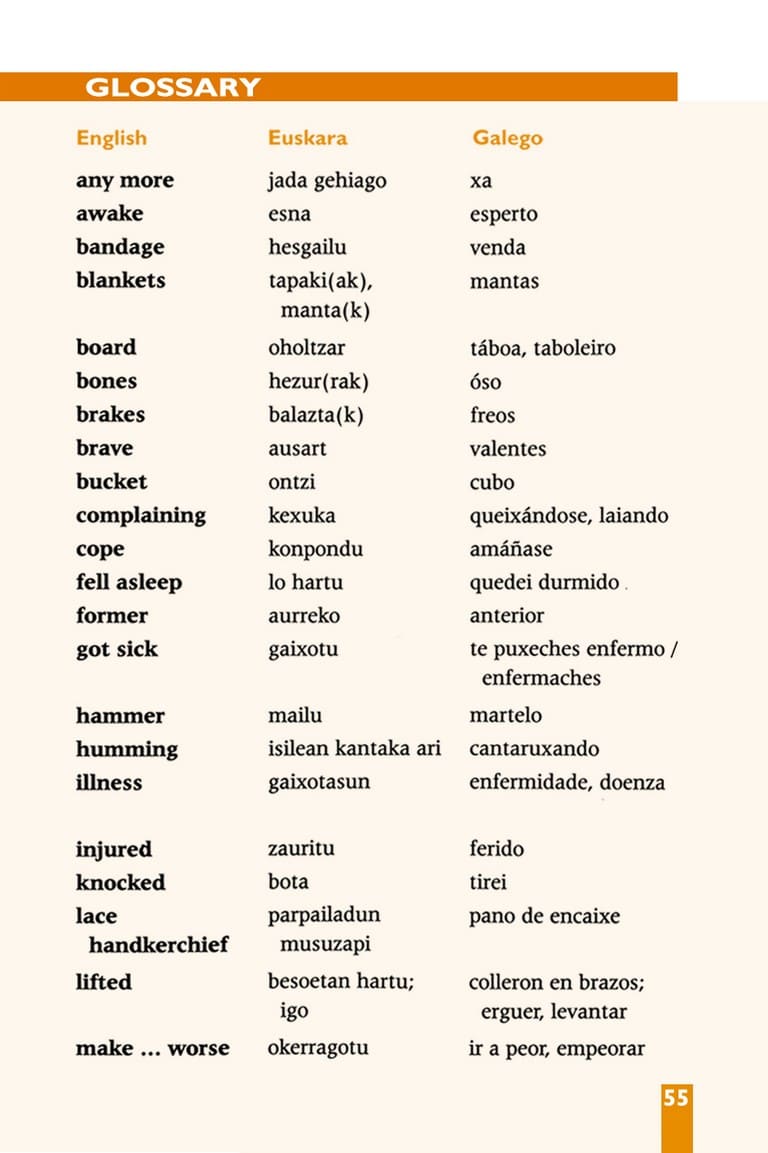 GLOSSARY
English Euskara Galego
any more jada gehiago xa
awake esna esperto
bandage hesgailu venda
blankets tapaki(ak), mantas
manta(k)
board oholtzar táboa, taboleiro
bones hezur(rak) óso
brakes balazta(k) freos
brave ausart valentes
bucket ontzi cubo
complaining kexuka queixándose, laiando
cope konpondu amáñase
fell asleep lo hartu quedei durmido
former aurreko anterior
got sick gaixotu te puxeches enfermo /
enfermaches
hammer mailu martelo
humming isilean kantaka ari cantaruxando
illness gaixotasun enfermidade, doenza
injured zauritu ferido
knocked bota tirei
lace parpailadun pano de encaixe
handkerchief musuzapi
lifted besoetan hartu; colleron en brazos;
igo erguer, levantar
make ... worse okerragotu ir a peor, empeorar
55